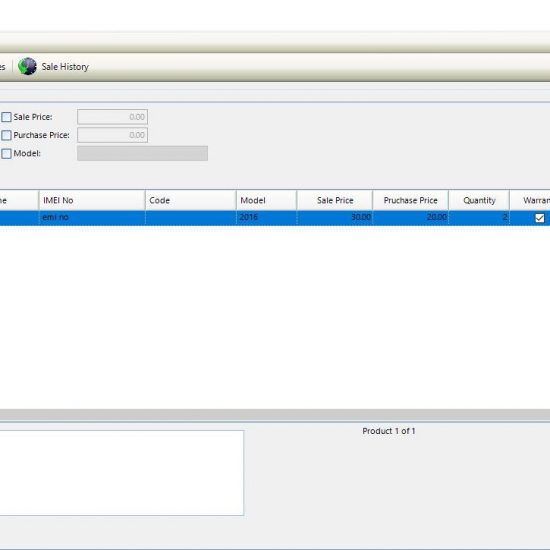 es Sale History
Sale Price: 0.00
Purchase Price: 0.00
Model:
me IMEI No Code Model Sale Price Pruchase Price Quantity Warran
emi no 2016 30.00 20.00 2
Product 1 of 1